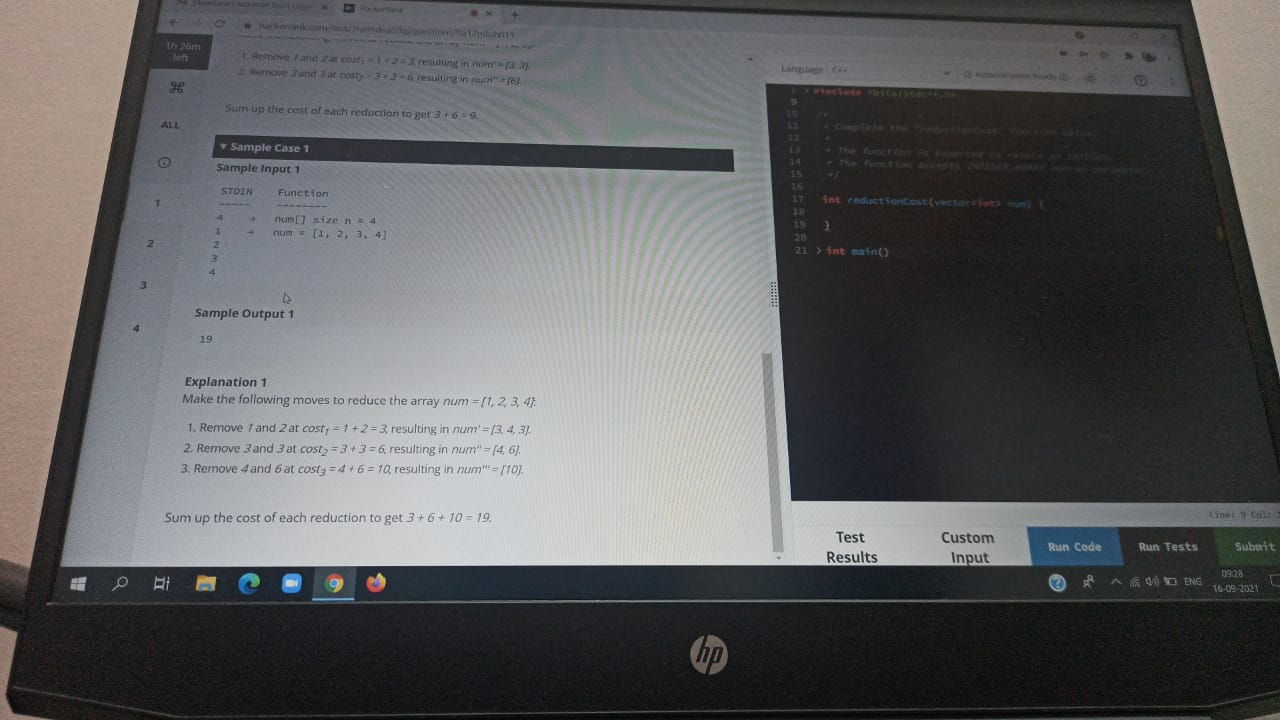 HackerRank
1h 26m
left
1. Remove 1 and 2 at cost₁ = 1 + 2 = 3, resulting in num' = [3, 3].
2. Remove 3 and 3 at cost₂ = 3 + 3 = 6, resulting in num'' = [6].
Sum up the cost of each reduction to get 3 + 6 = 9.
ALL
1
2
3
4
▼ Sample Case 1
Sample Input 1
STDIN Function
----- --------
4 → num[] size n = 4
1 → num = [1, 2, 3, 4]
2
3
4
Sample Output 1
19
Explanation 1
Make the following moves to reduce the array num = [1, 2, 3, 4]:
1. Remove 1 and 2 at cost₁ = 1 + 2 = 3, resulting in num' = [3, 4, 3].
2. Remove 3 and 3 at cost₂ = 3 + 3 = 6, resulting in num'' = [4, 6].
3. Remove 4 and 6 at cost₃ = 4 + 6 = 10, resulting in num''' = [10].
Sum up the cost of each reduction to get 3 + 6 + 10 = 19.
Language C++
Autocomplete Ready
1 > #include <bits/stdc++.h>
9
10 /*
11 * Complete the 'reductionCost' function below.
12 *
13 * The function is expected to return an INTEGER.
14 * The function accepts INTEGER_ARRAY num as parameter.
15 */
16
17 int reductionCost(vector<int> num) {
18
19 }
20
21 > int main()
Line: 9 Col:
Test
Results
Custom
Input
Run Code
Run Tests
Submit
ENG
09:28
16-09-2021
hp